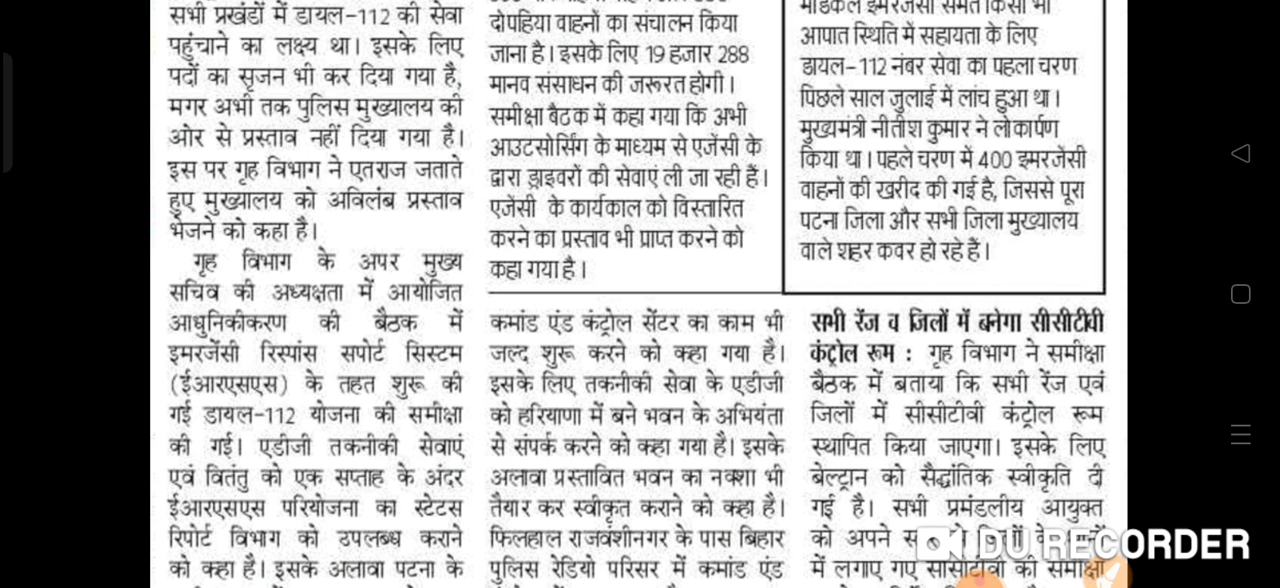 सभी प्रखंडों में डायल-112 की सेवा
पहुंचाने का लक्ष्य था। इसके लिए
पदों का सृजन भी कर दिया गया है,
मगर अभी तक पुलिस मुख्यालय की
ओर से प्रस्ताव नहीं दिया गया है।
इस पर गृह विभाग ने एतराज जताते
हुए मुख्यालय को अविलंब प्रस्ताव
भेजने को कहा है।
गृह विभाग के अपर मुख्य
सचिव की अध्यक्षता में आयोजित
आधुनिकीकरण की बैठक में
इमरजेंसी रिस्पांस सपोर्ट सिस्टम
(ईआरएसएस) के तहत शुरू की
गई डायल-112 योजना की समीक्षा
की गई। एडीजी तकनीकी सेवाएं
एवं वितंतु को एक सप्ताह के अंदर
ईआरएसएस परियोजना का स्टेटस
रिपोर्ट विभाग को उपलब्ध कराने
को कहा है। इसके अलावा पटना के
दोपहिया वाहनों का संचालन किया
जाना है। इसके लिए 19 हजार 288
मानव संसाधन की जरूरत होगी।
समीक्षा बैठक में कहा गया कि अभी
आउटसोर्सिंग के माध्यम से एजेंसी के
द्वारा ड्राइवरों की सेवाएं ली जा रही हैं।
एजेंसी के कार्यकाल को विस्तारित
करने का प्रस्ताव भी प्राप्त करने को
कहा गया है।
कमांड एंड कंट्रोल सेंटर का काम भी
जल्द शुरू करने को कहा गया है।
इसके लिए तकनीकी सेवा के एडीजी
को हरियाणा में बने भवन के अभियंता
से संपर्क करने को कहा गया है। इसके
अलावा प्रस्तावित भवन का नक्शा भी
तैयार कर स्वीकृत कराने को कहा है।
फिलहाल राजवंशीनगर के पास बिहार
पुलिस रेडियो परिसर में कमांड एंड
मेडिकल इमरजेंसी समेत किसी भी
आपात स्थिति में सहायता के लिए
डायल-112 नंबर सेवा का पहला चरण
पिछले साल जुलाई में लांच हुआ था।
मुख्यमंत्री नीतीश कुमार ने लोकार्पण
किया था। पहले चरण में 400 इमरजेंसी
वाहनों की खरीद की गई है, जिससे पूरा
पटना जिला और सभी जिला मुख्यालय
वाले शहर कवर हो रहे हैं।
सभी रेंज व जिलों में बनेगा सीसीटीवी
कंट्रोल रूम : गृह विभाग ने समीक्षा
बैठक में बताया कि सभी रेंज एवं
जिलों में सीसीटीवी कंट्रोल रूम
स्थापित किया जाएगा। इसके लिए
बेल्ट्रान को सैद्धांतिक स्वीकृति दी
गई है। सभी प्रमंडलीय आयुक्त
को अपने
में लगाए गए सीसीटीवी की समीक्षा
DU RECORDER